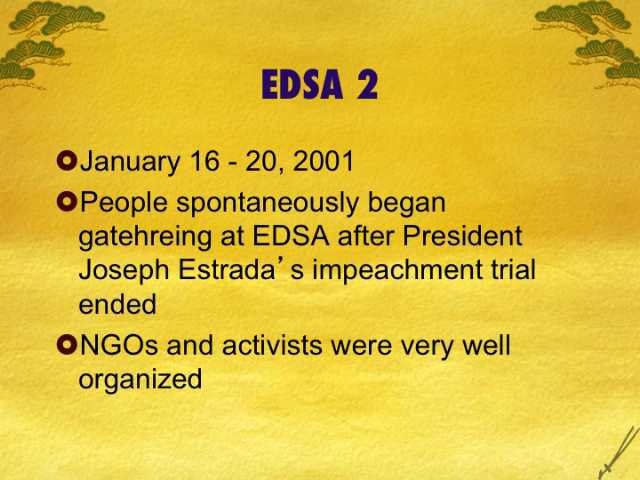 EDSA 2
January 16 - 20, 2001
People spontaneously began
gatehreing at EDSA after President
Joseph Estrada’s impeachment trial
ended
NGOs and activists were very well
organized